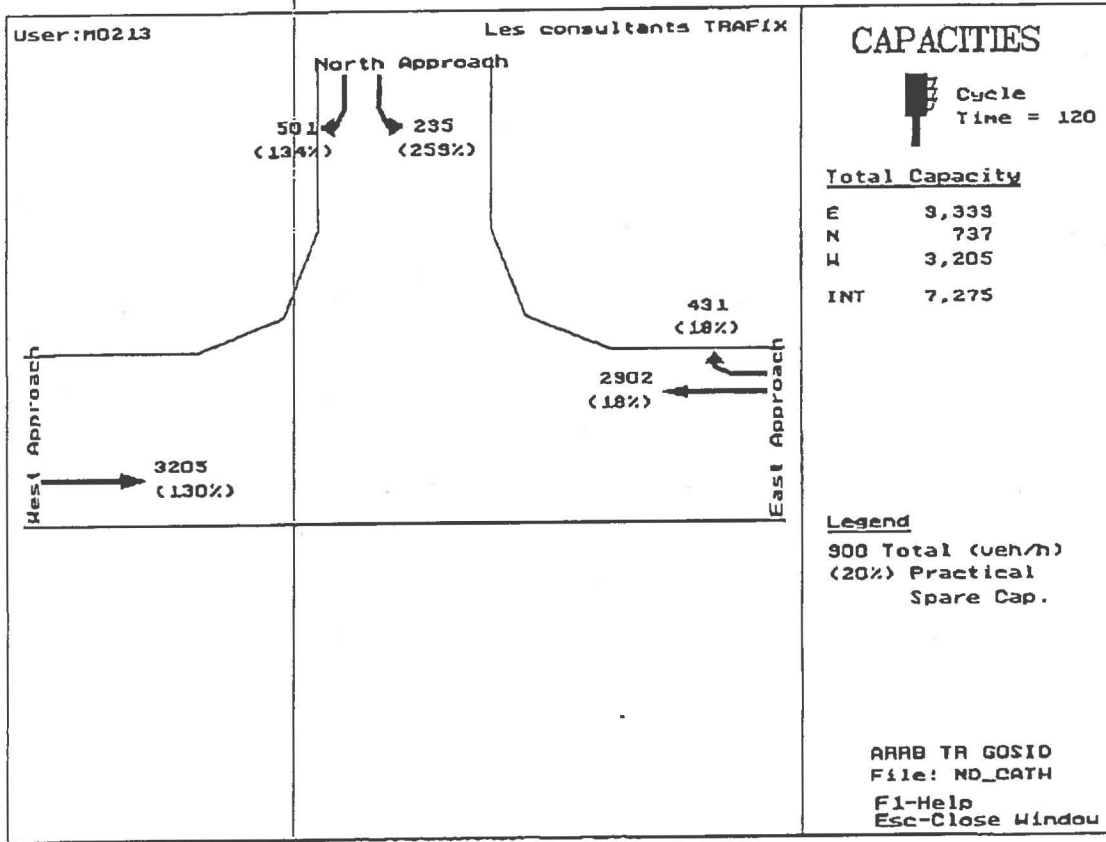 User:M0213
Les consultants TRAFIX
North Approach
501
(134%)
235
(259%)
431
(18%)
2902
(18%)
3205
(130%)
West Approach
East Approach
CAPACITIES
Cycle
Time = 120
Total Capacity
E 3,333
N 737
W 3,205
INT 7,275
Legend
900 Total (veh/h)
(20%) Practical
Spare Cap.
ARRB TR GOSID
File: ND_CATH
F1-Help
Esc-Close Window